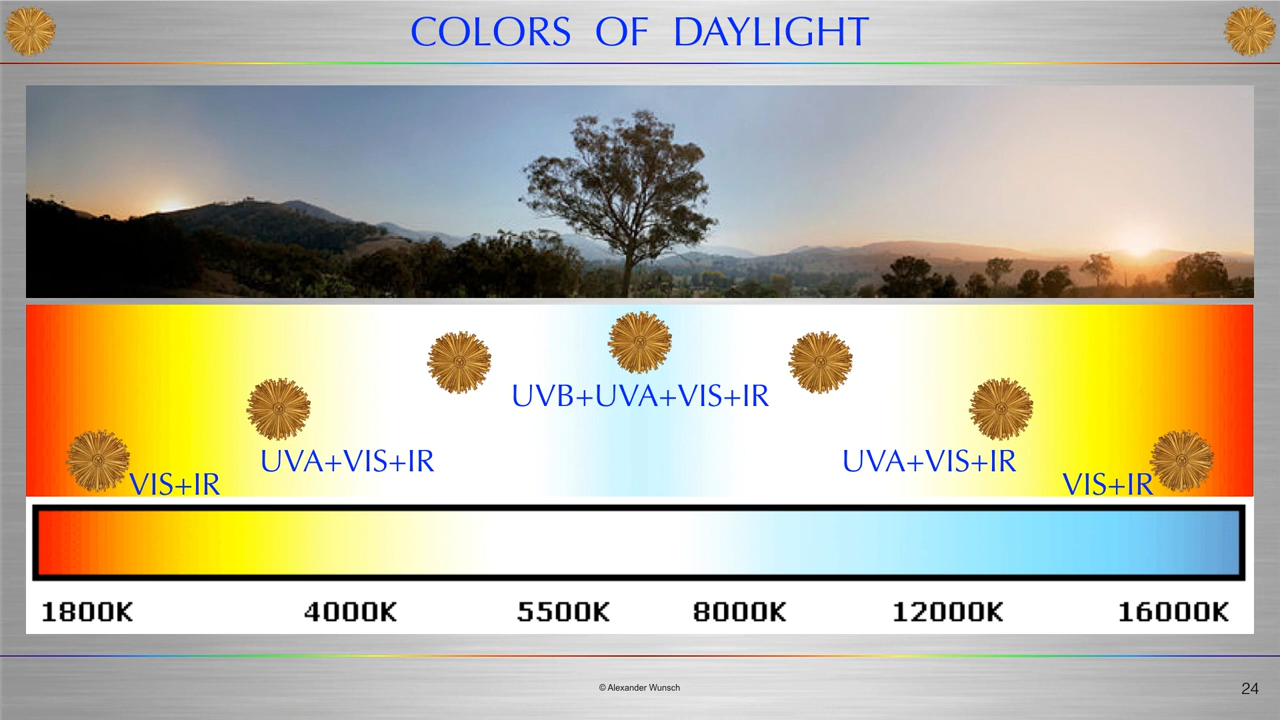 COLORS OF DAYLIGHT
UVB+UVA+VIS+IR
UVA+VIS+IR
UVA+VIS+IR
VIS+IR
VIS+IR
1800K 4000K 5500K 8000K 12000K 16000K
© Alexander Wunsch
24